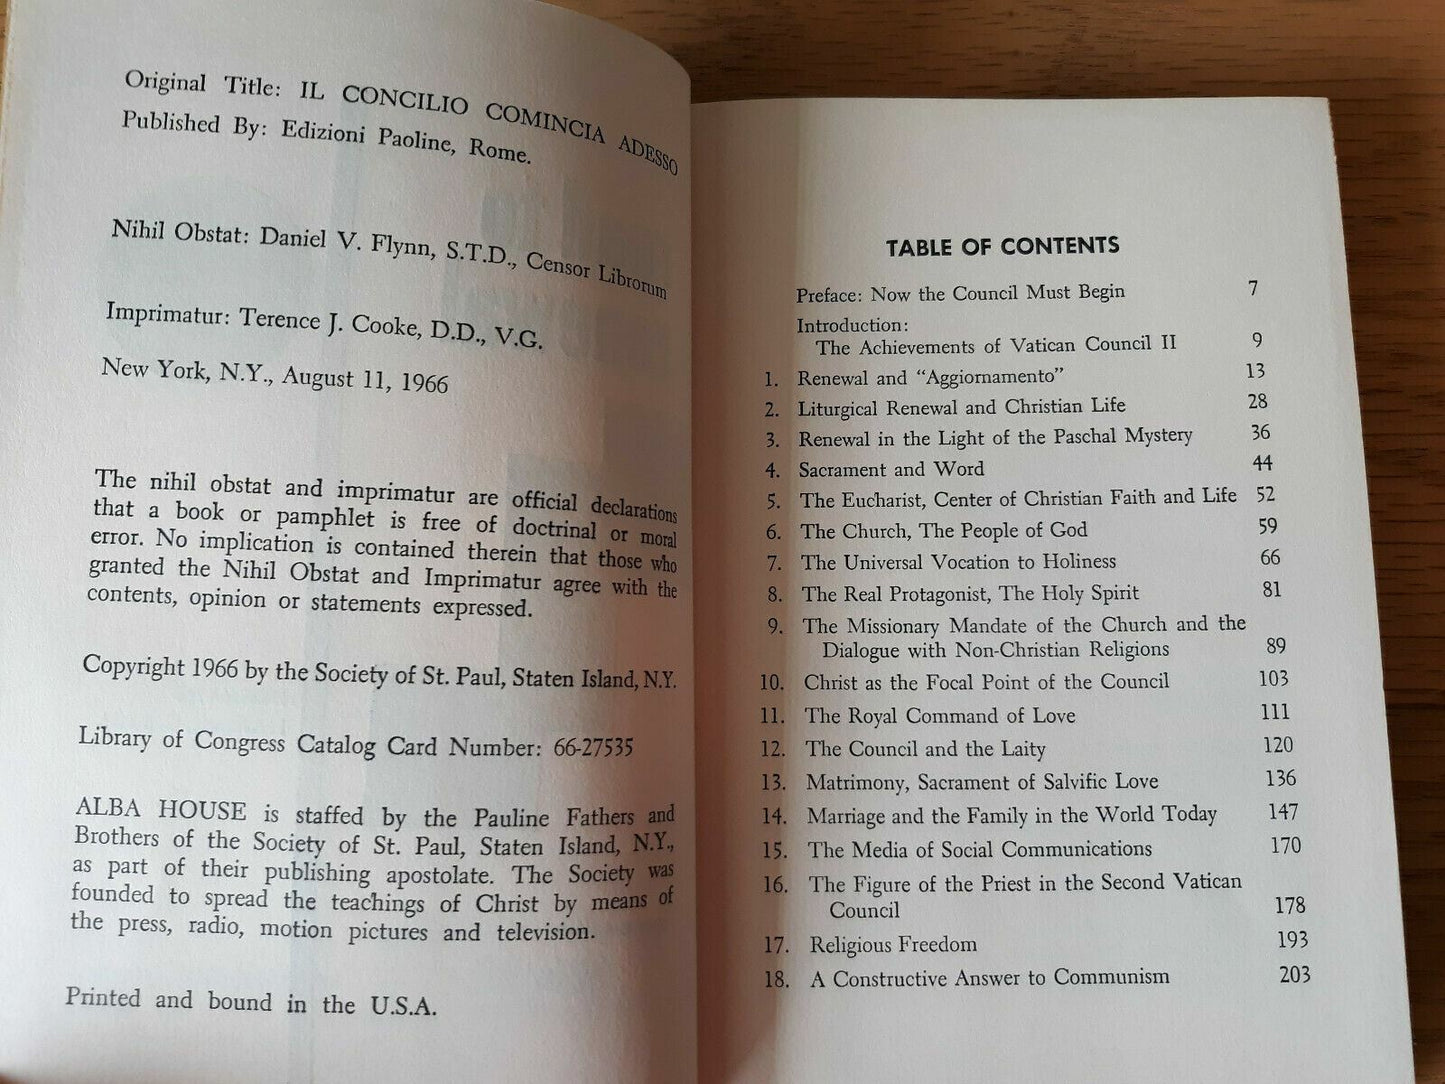 Original Title: IL CONCILIO COMINCIA ADESSO
Published By: Edizioni Paoline, Rome.
Nihil Obstat: Daniel V. Flynn, S.T.D., Censor Librorum
Imprimatur: Terence J. Cooke, D.D., V.G.
New York, N.Y., August 11, 1966
The nihil obstat and imprimatur are official declarations
that a book or pamphlet is free of doctrinal or moral
error. No implication is contained therein that those who
granted the Nihil Obstat and Imprimatur agree with the
contents, opinion or statements expressed.
Copyright 1966 by the Society of St. Paul, Staten Island, N.Y.
Library of Congress Catalog Card Number: 66-27535
ALBA HOUSE is staffed by the Pauline Fathers and
Brothers of the Society of St. Paul, Staten Island, N.Y.,
as part of their publishing apostolate. The Society was
founded to spread the teachings of Christ by means of
the press, radio, motion pictures and television.
Printed and bound in the U.S.A.
TABLE OF CONTENTS
Preface: Now the Council Must Begin 7
Introduction:
The Achievements of Vatican Council II 9
1. Renewal and "Aggiornamento" 13
2. Liturgical Renewal and Christian Life 28
3. Renewal in the Light of the Paschal Mystery 36
4. Sacrament and Word 44
5. The Eucharist, Center of Christian Faith and Life 52
6. The Church, The People of God 59
7. The Universal Vocation to Holiness 66
8. The Real Protagonist, The Holy Spirit 81
9. The Missionary Mandate of the Church and the
Dialogue with Non-Christian Religions 89
10. Christ as the Focal Point of the Council 103
11. The Royal Command of Love 111
12. The Council and the Laity 120
13. Matrimony, Sacrament of Salvific Love 136
14. Marriage and the Family in the World Today 147
15. The Media of Social Communications 170
16. The Figure of the Priest in the Second Vatican
Council 178
17. Religious Freedom 193
18. A Constructive Answer to Communism 203